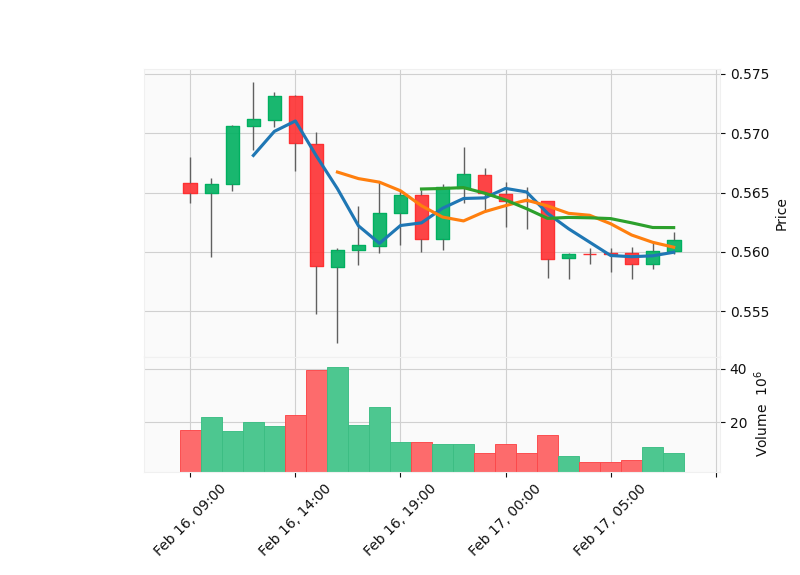 0.575
0.570
0.565
0.560
0.555
Price
40
20
Volume 10^6
Feb 16, 09:00
Feb 16, 14:00
Feb 16, 19:00
Feb 17, 00:00
Feb 17, 05:00